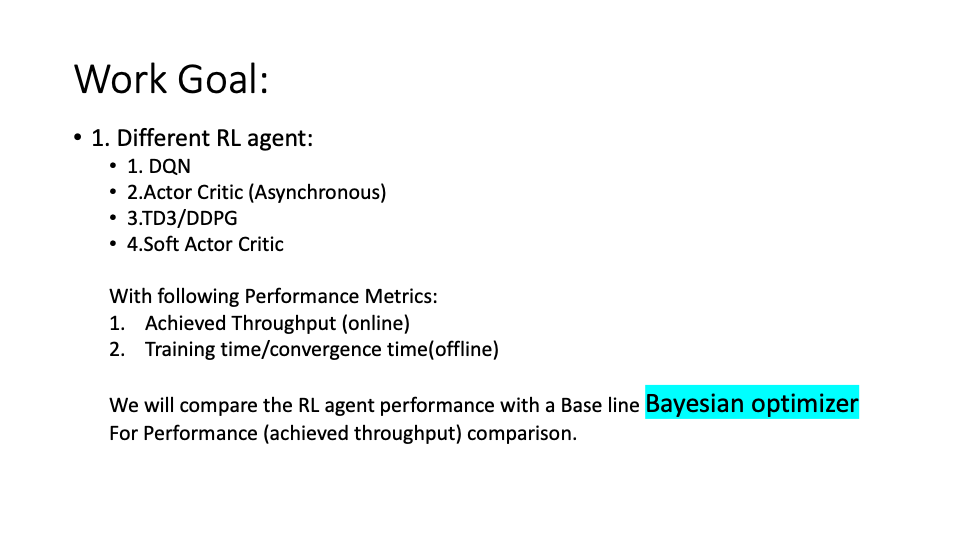 Work Goal:
• 1. Different RL agent:
• 1. DQN
• 2.Actor Critic (Asynchronous)
• 3.TD3/DDPG
• 4.Soft Actor Critic
With following Performance Metrics:
1. Achieved Throughput (online)
2. Training time/convergence time(offline)
We will compare the RL agent performance with a Base line Bayesian optimizer
For Performance (achieved throughput) comparison.